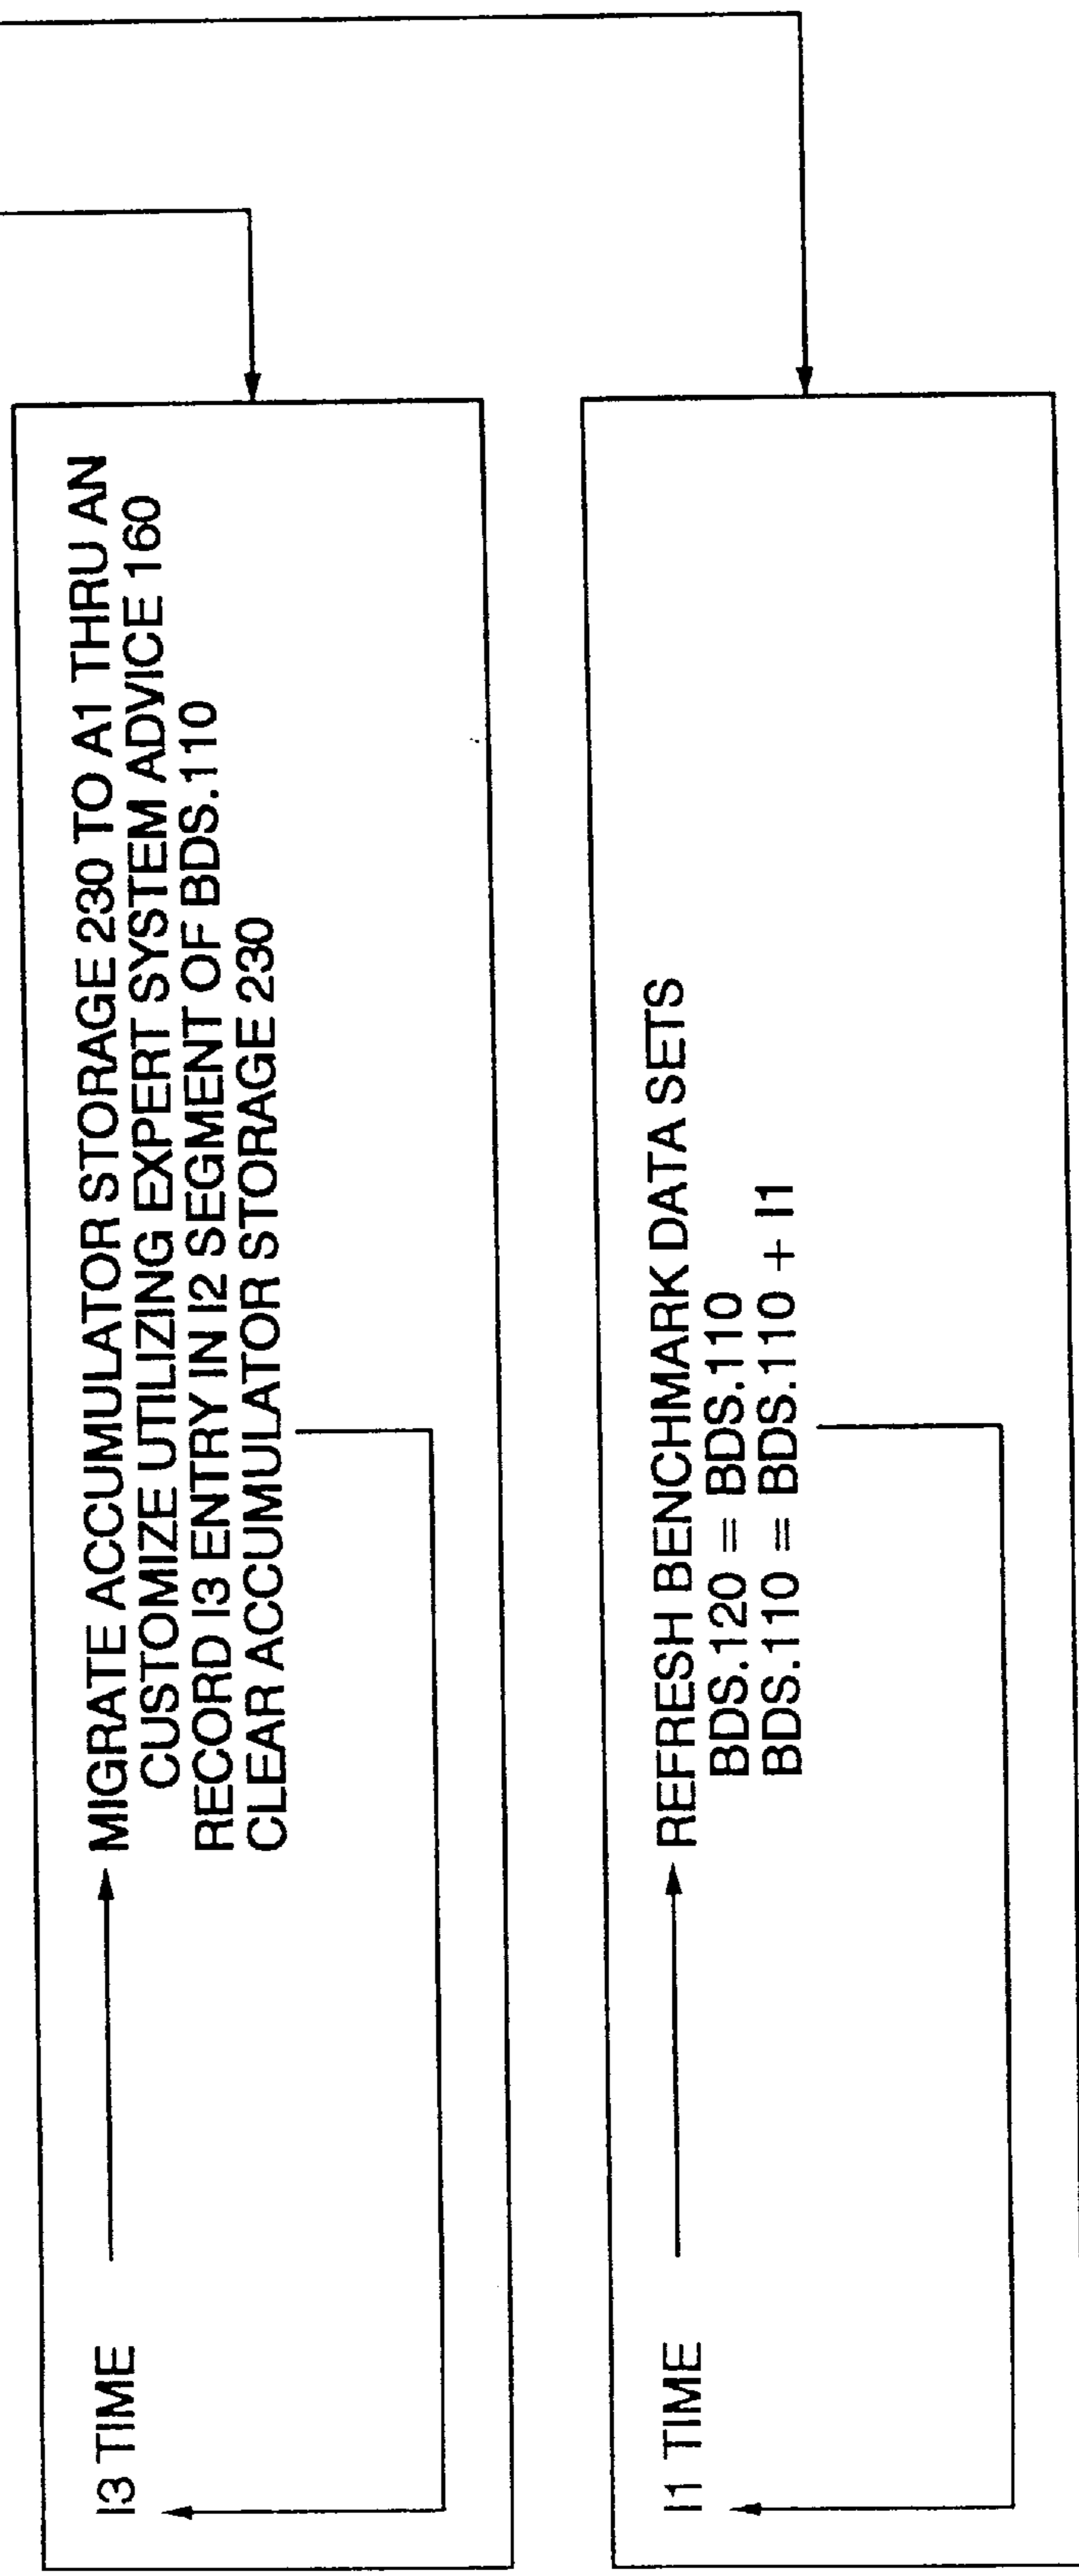 I3 TIME
MIGRATE ACCUMULATOR STORAGE 230 TO A1 THRU AN
CUSTOMIZE UTILIZING EXPERT SYSTEM ADVICE 160
RECORD I3 ENTRY IN I2 SEGMENT OF BDS.110
CLEAR ACCUMULATOR STORAGE 230
I1 TIME
REFRESH BENCHMARK DATA SETS
BDS.120 = BDS.110
BDS.110 = BDS.110 + I1